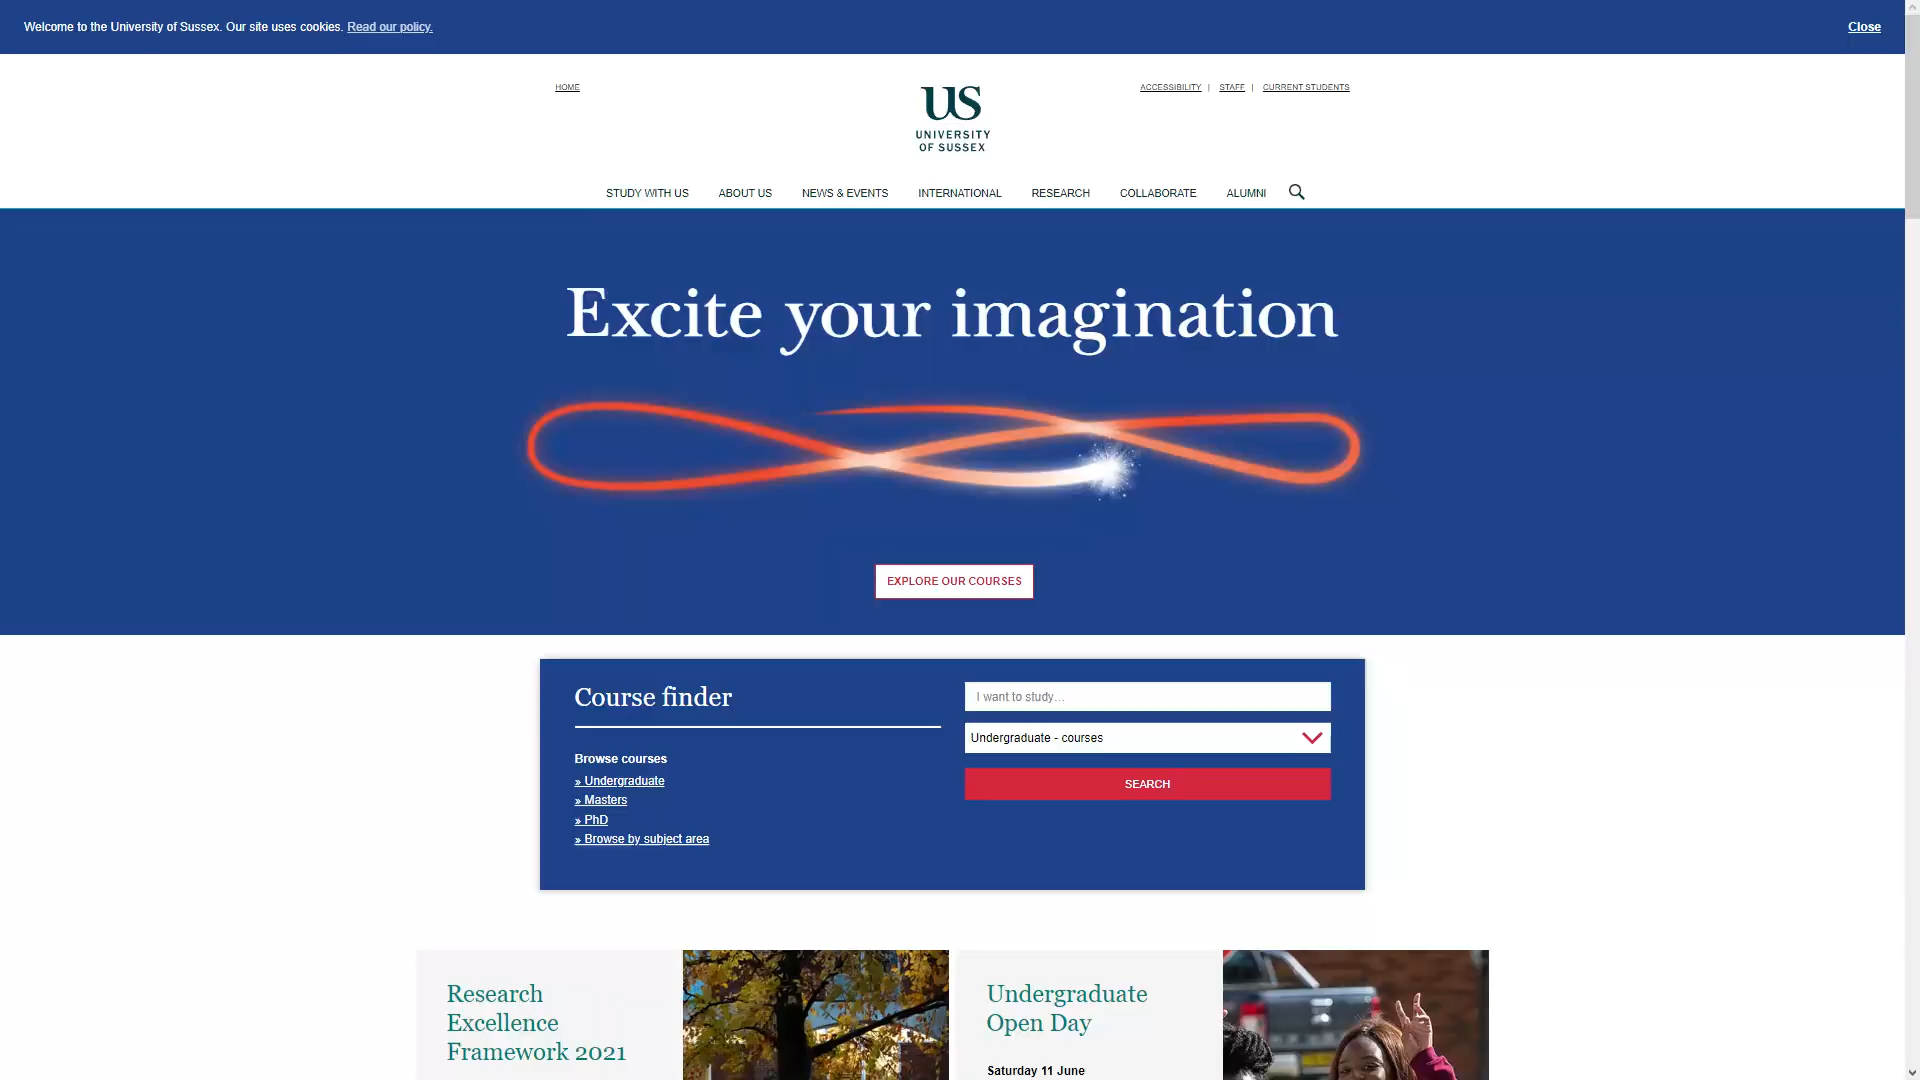 Welcome to the University of Sussex. Our site uses cookies. Read our policy.
Close
HOME
US
UNIVERSITY
OF SUSSEX
ACCESSIBILITY | STAFF | CURRENT STUDENTS
STUDY WITH US ABOUT US NEWS & EVENTS INTERNATIONAL RESEARCH COLLABORATE ALUMNI
Excite your imagination
EXPLORE OUR COURSES
Course finder
Browse courses
» Undergraduate
» Masters
» PhD
» Browse by subject area
I want to study...
Undergraduate - courses
SEARCH
Research
Excellence
Framework 2021
Undergraduate
Open Day
Saturday 11 June